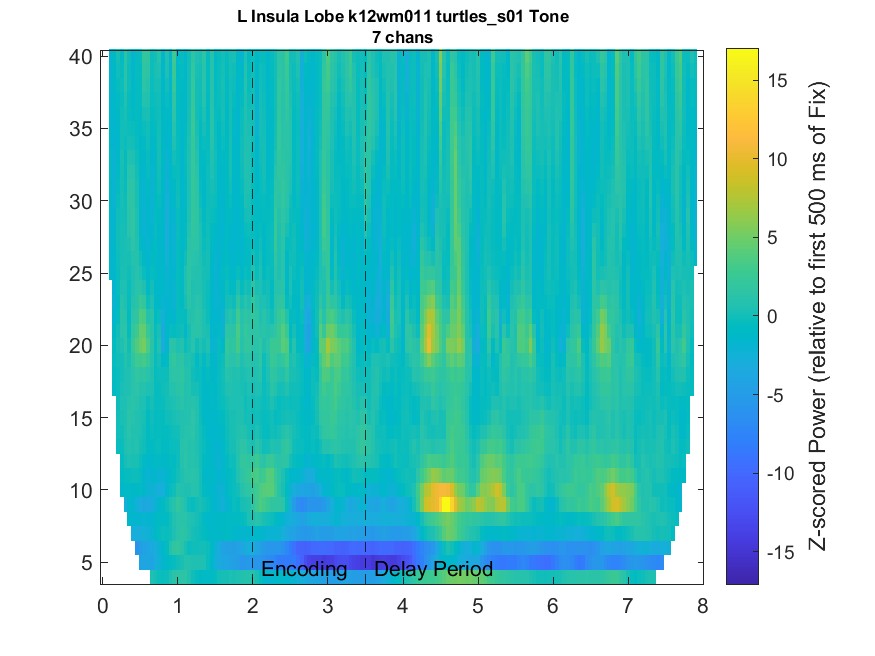 L Insula Lobe k12wm011 turtles_s01 Tone
7 chans
40
35
30
25
20
15
10
5
Encoding
Delay Period
0 1 2 3 4 5 6 7 8
15
10
5
0
-5
-10
-15
Z-scored Power (relative to first 500 ms of Fix)